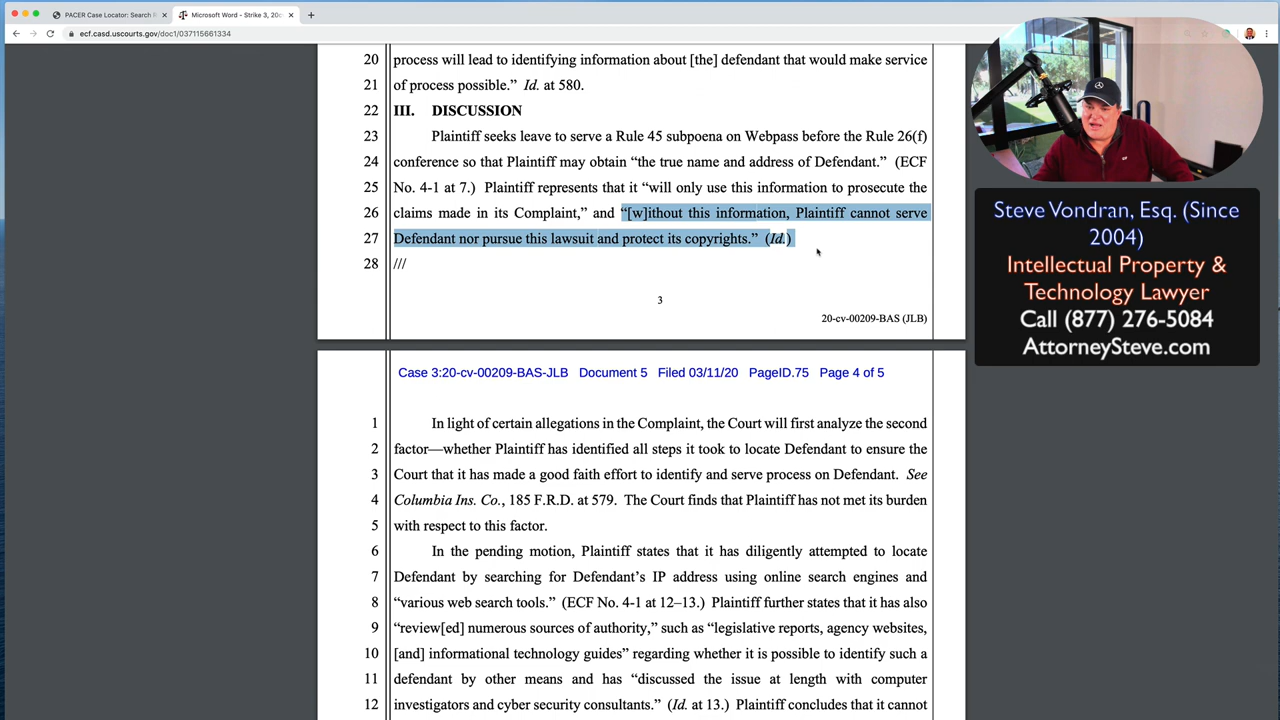 PACER Case Locator: Search
Microsoft Word - Strike 3, 20c
ecf.casd.uscourts.gov/doc1/037115661334
20 process will lead to identifying information about [the] defendant that would make service
21 of process possible.” Id. at 580.
22 III. DISCUSSION
23 Plaintiff seeks leave to serve a Rule 45 subpoena on Webpass before the Rule 26(f)
24 conference so that Plaintiff may obtain “the true name and address of Defendant.” (ECF
25 No. 4-1 at 7.) Plaintiff represents that it “will only use this information to prosecute the
26 claims made in its Complaint,” and “[w]ithout this information, Plaintiff cannot serve
27 Defendant nor pursue this lawsuit and protect its copyrights.” (Id.)
28 ///
3
20-cv-00209-BAS (JLB)
Case 3:20-cv-00209-BAS-JLB Document 5 Filed 03/11/20 PageID.75 Page 4 of 5
1 In light of certain allegations in the Complaint, the Court will first analyze the second
2 factor—whether Plaintiff has identified all steps it took to locate Defendant to ensure the
3 Court that it has made a good faith effort to identify and serve process on Defendant. See
4 Columbia Ins. Co., 185 F.R.D. at 579. The Court finds that Plaintiff has not met its burden
5 with respect to this factor.
6 In the pending motion, Plaintiff states that it has diligently attempted to locate
7 Defendant by searching for Defendant’s IP address using online search engines and
8 “various web search tools.” (ECF No. 4-1 at 12–13.) Plaintiff further states that it has also
9 “review[ed] numerous sources of authority,” such as “legislative reports, agency websites,
10 [and] informational technology guides” regarding whether it is possible to identify such a
11 defendant by other means and has “discussed the issue at length with computer
12 investigators and cyber security consultants.” (Id. at 13.) Plaintiff concludes that it cannot
Steve Vondran, Esq. (Since
2004)
Intellectual Property &
Technology Lawyer
Call (877) 276-5084
AttorneySteve.com